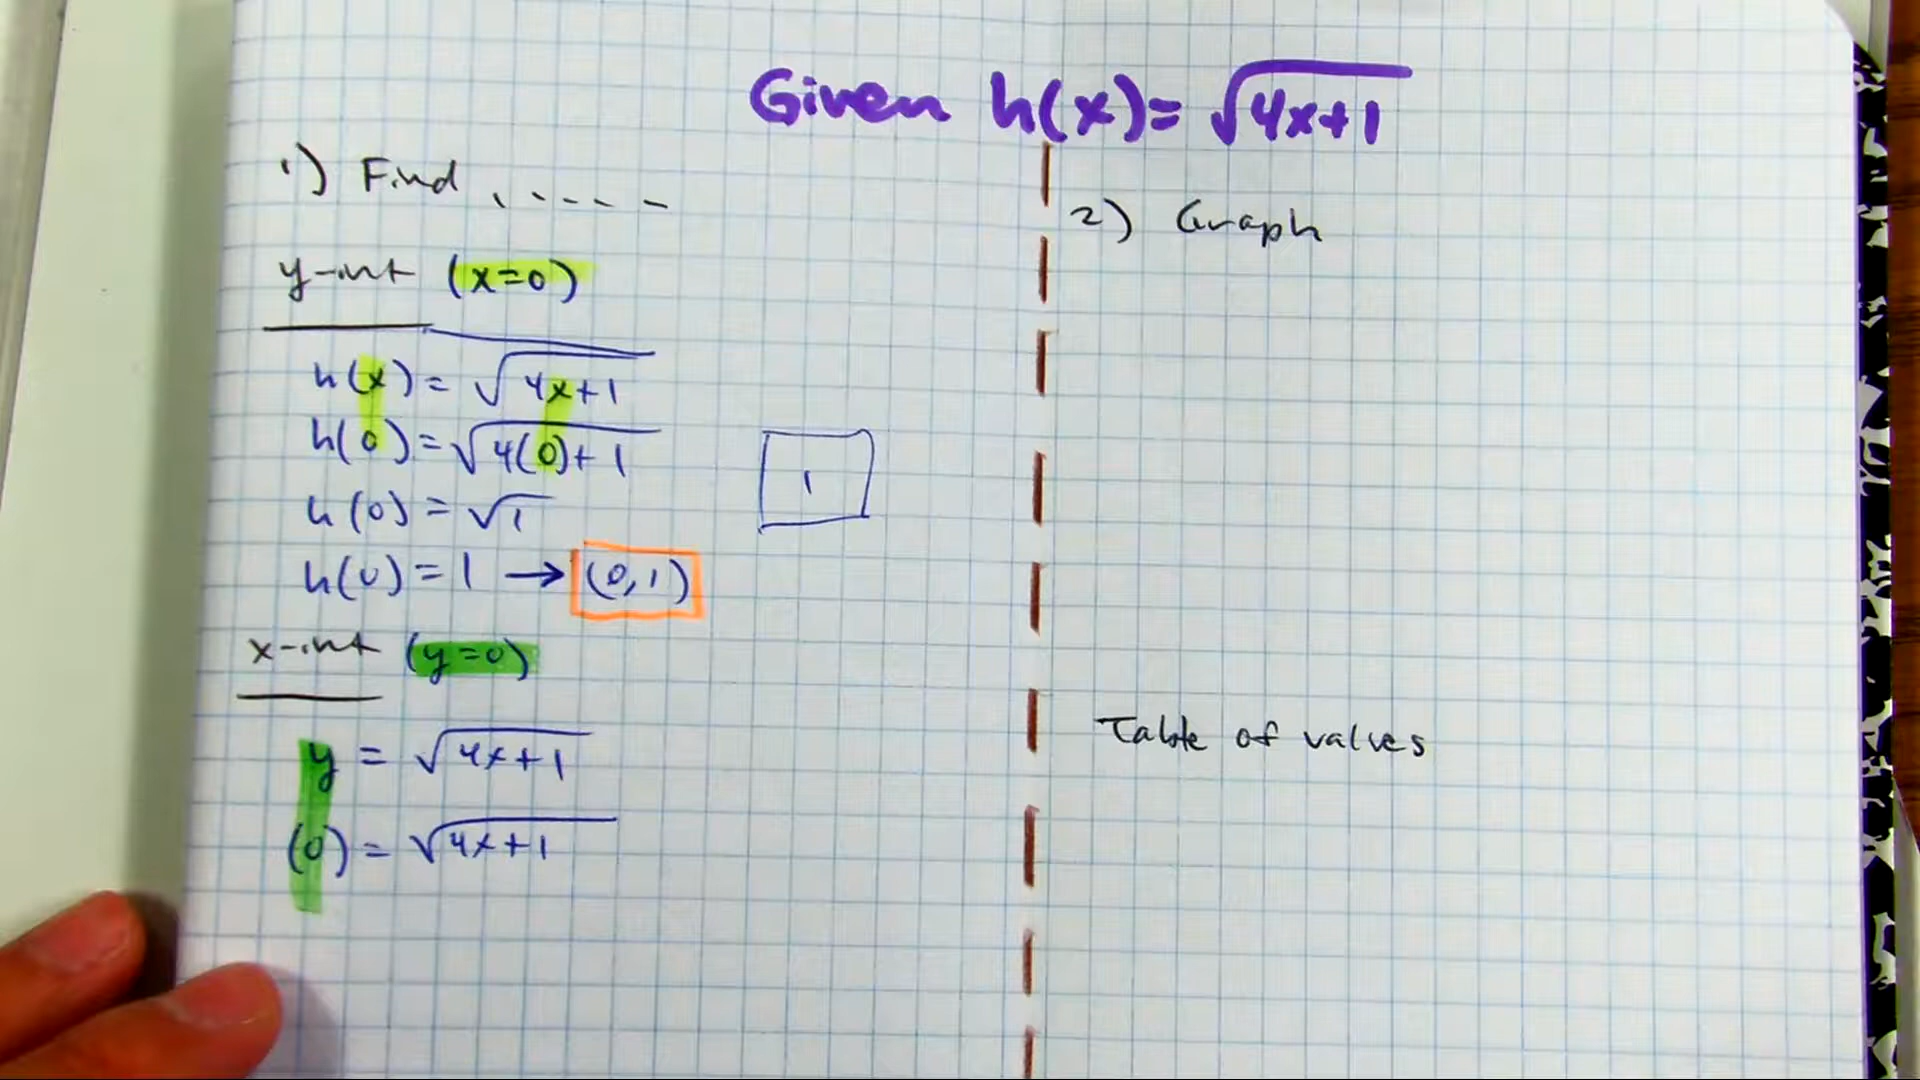 Given h(x)= √4x+1
1) Find , - - - - -
y-int (x=0)
h(x) = √4x+1
h(0) = √4(0)+1
h(0) = √1
1
h(0) = 1 → (0,1)
x-int (y=0)
y = √4x+1
(0) = √4x+1
2) Graph
Table of values